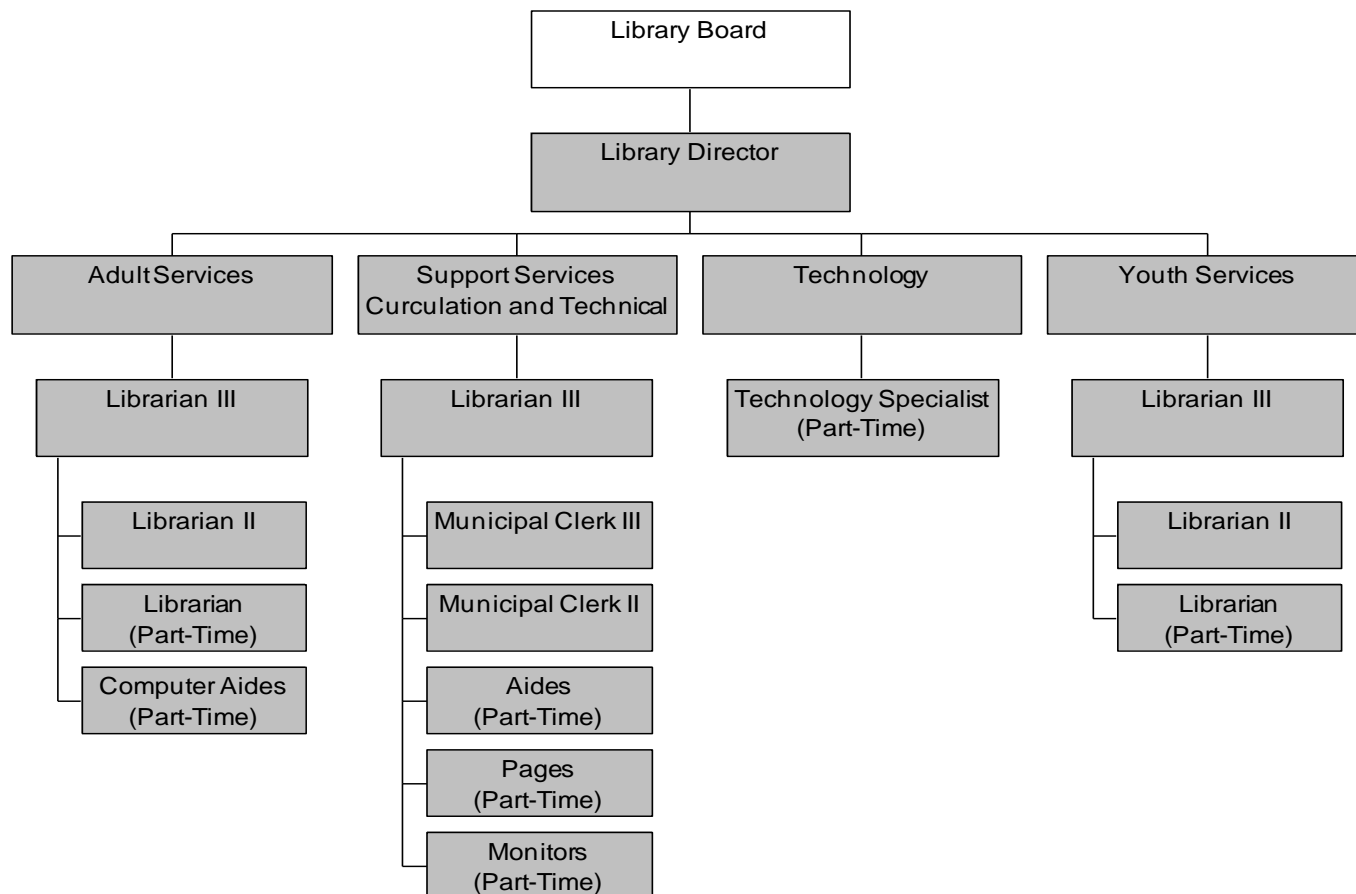 Library Board
Library Director
Adult Services
Support Services
Curculation and Technical
Technology
Youth Services
Librarian III
Librarian III
Technology Specialist
(Part-Time)
Librarian III
Librarian II
Librarian
(Part-Time)
Computer Aides
(Part-Time)
Municipal Clerk III
Municipal Clerk II
Aides
(Part-Time)
Pages
(Part-Time)
Monitors
(Part-Time)
Librarian II
Librarian
(Part-Time)